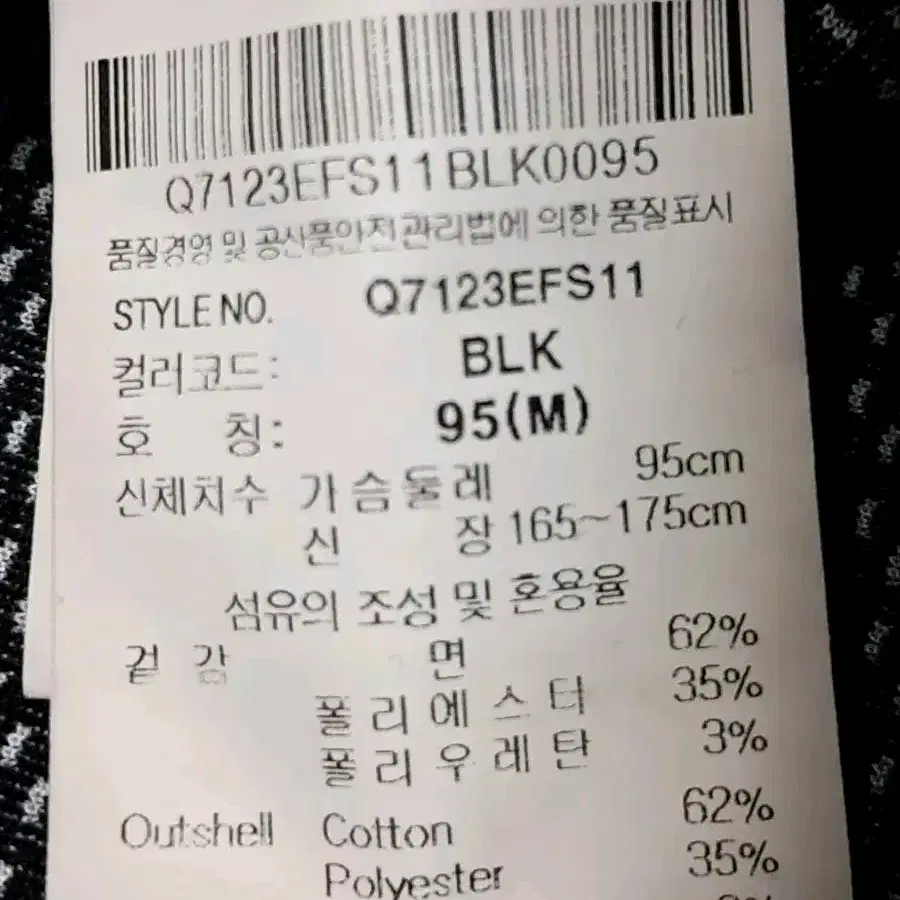 Q7123EFS11BLK0095
품질경영 및 공산품안전관리법에 의한 품질표시
STYLE NO. Q7123EFS11
컬러코드: BLK
호 칭: 95(M)
신체치수 가슴둘레 95cm
신 장 165~175cm
섬유의 조성 및 혼용율
겉 감 면 62%
폴리에스터 35%
폴리우레탄 3%
Outshell Cotton 62%
Polyester 35%